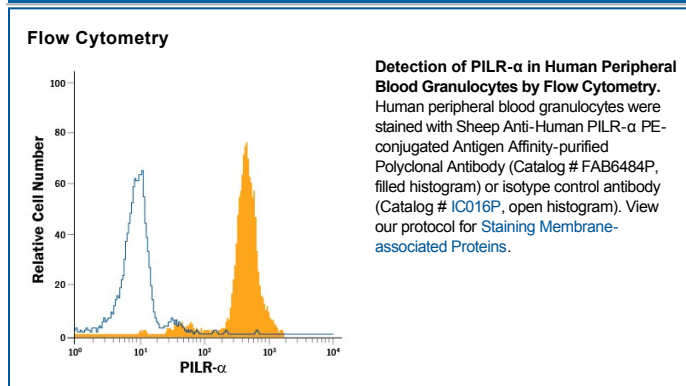 Flow Cytometry
Relative Cell Number
100
80
60
40
20
0
10⁰
10¹
10²
10³
10⁴
PILR-α
Detection of PILR-α in Human Peripheral
Blood Granulocytes by Flow Cytometry.
Human peripheral blood granulocytes were
stained with Sheep Anti-Human PILR-α PE-
conjugated Antigen Affinity-purified
Polyclonal Antibody (Catalog # FAB6484P,
filled histogram) or isotype control antibody
(Catalog # IC016P, open histogram). View
our protocol for Staining Membrane-
associated Proteins.